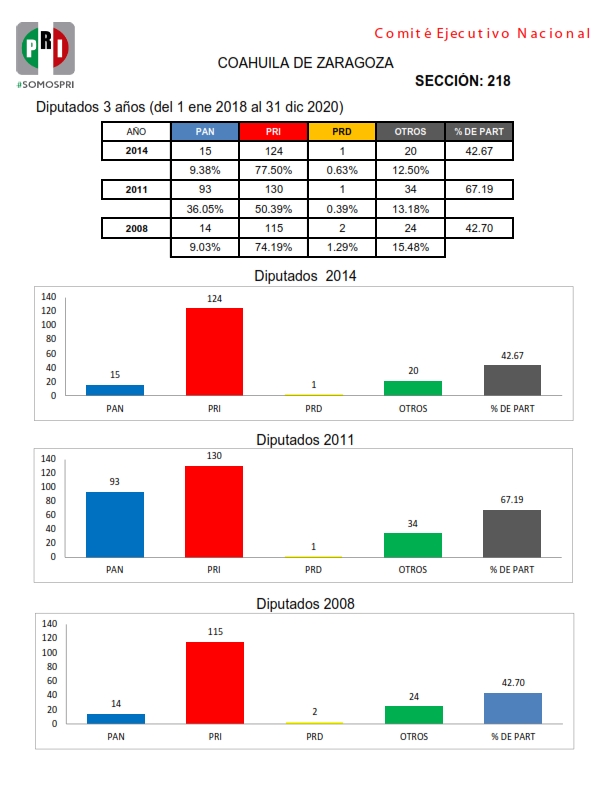 Comité Ejecutivo Nacional
PRI
#SOMOSPRI
COAHUILA DE ZARAGOZA
SECCIÓN: 218
Diputados 3 años (del 1 ene 2018 al 31 dic 2020)
AÑO PAN PRI PRD OTROS % DE PART
2014 15 124 1 20 42.67
9.38% 77.50% 0.63% 12.50%
2011 93 130 1 34 67.19
36.05% 50.39% 0.39% 13.18%
2008 14 115 2 24 42.70
9.03% 74.19% 1.29% 15.48%
Diputados 2014
140
120
100
80
60
40
20
0
15 124 1 20 42.67
PAN PRI PRD OTROS % DE PART
Diputados 2011
140
120
100
80
60
40
20
0
93 130 1 34 67.19
PAN PRI PRD OTROS % DE PART
Diputados 2008
140
120
100
80
60
40
20
0
14 115 2 24 42.70
PAN PRI PRD OTROS % DE PART